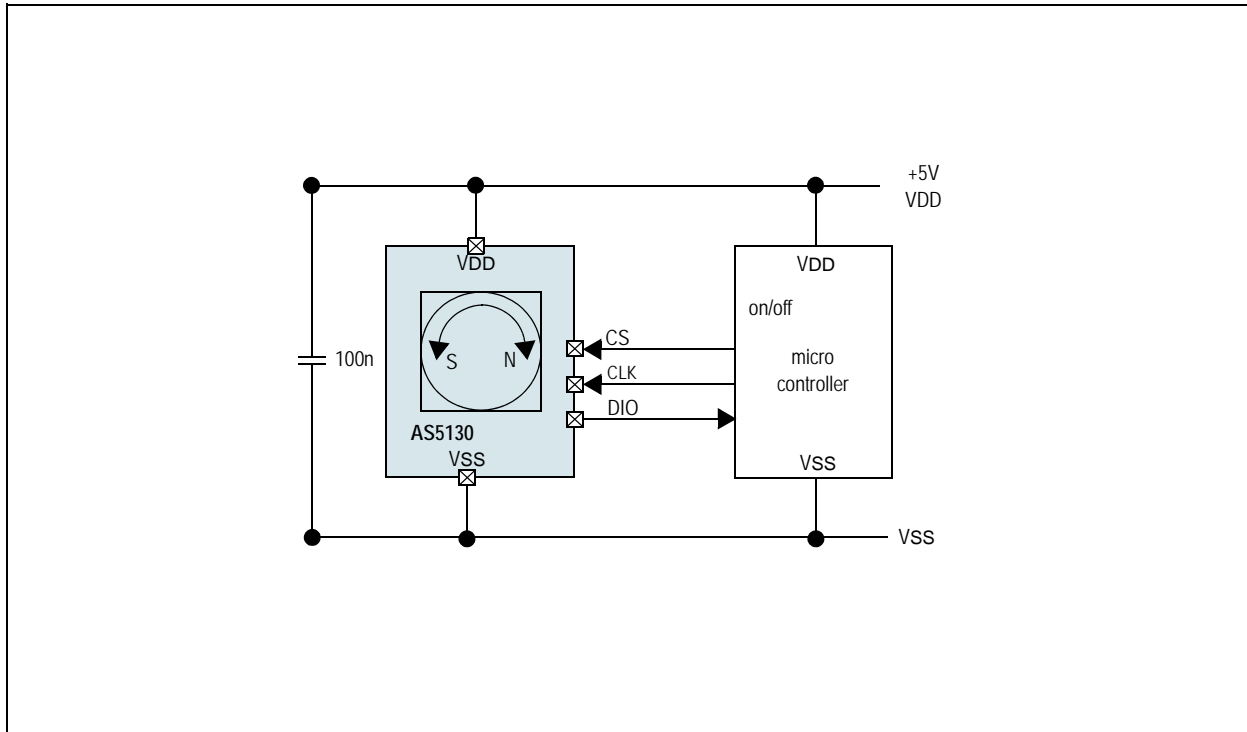 +5V
VDD
VDD
VDD
on/off
CS
micro
100n
S
N
CLK
controller
DIO
AS5130
VSS
VSS
VSS